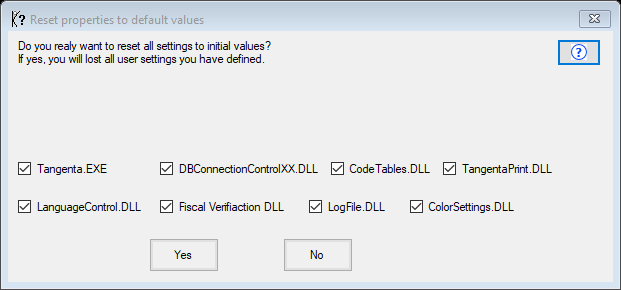 Reset properties to default values
Do you realy want to reset all settings to initial values?
If yes, you will lost all user settings you have defined.
?
Tangenta.EXE DBConnectionControlXX.DLL CodeTables.DLL TangentaPrint.DLL
LanguageControl.DLL Fiscal Verifiaction DLL LogFile.DLL ColorSettings.DLL
Yes No